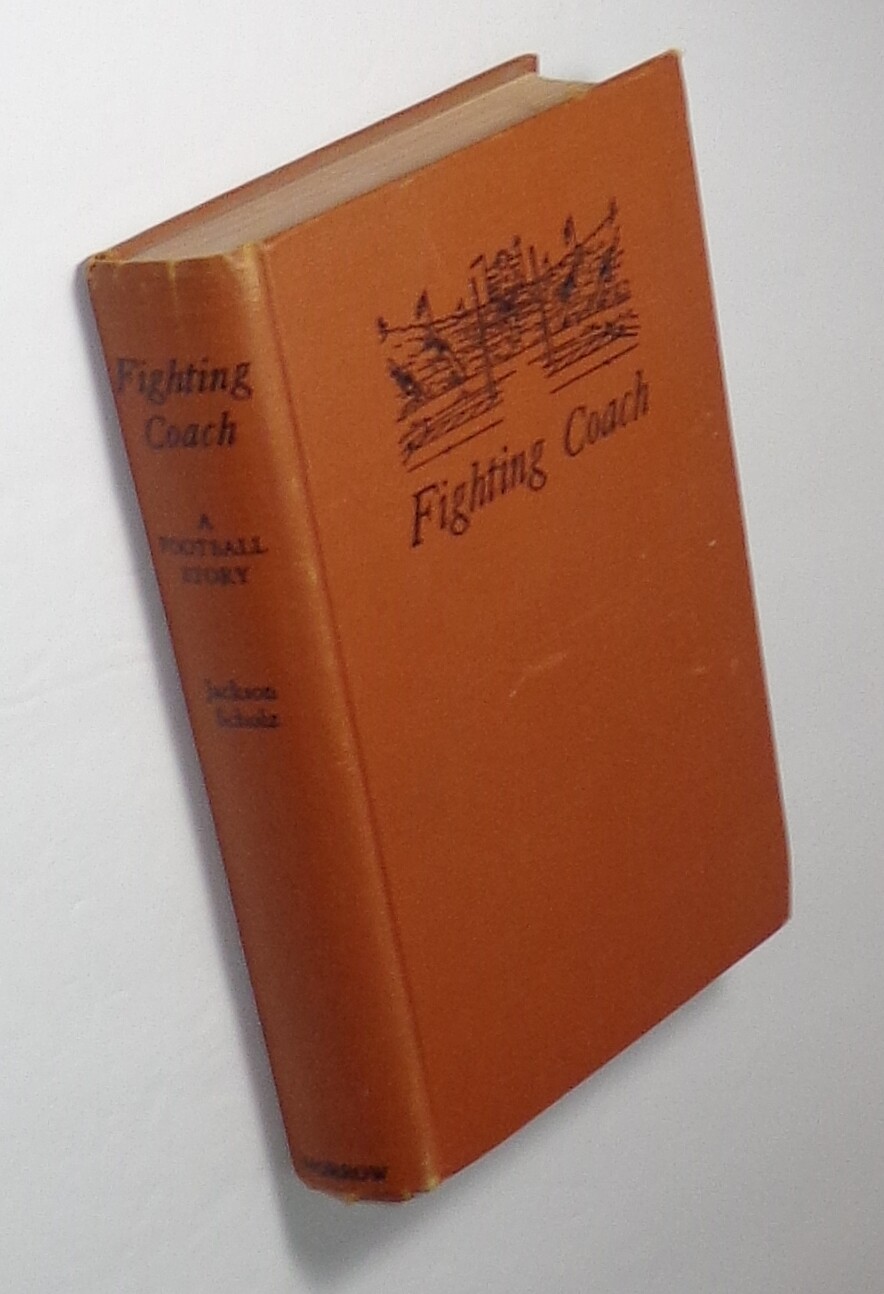 Fighting
Coach
A
FOOTBALL
STORY
Jackson
Scholz
MORROW
Fighting Coach